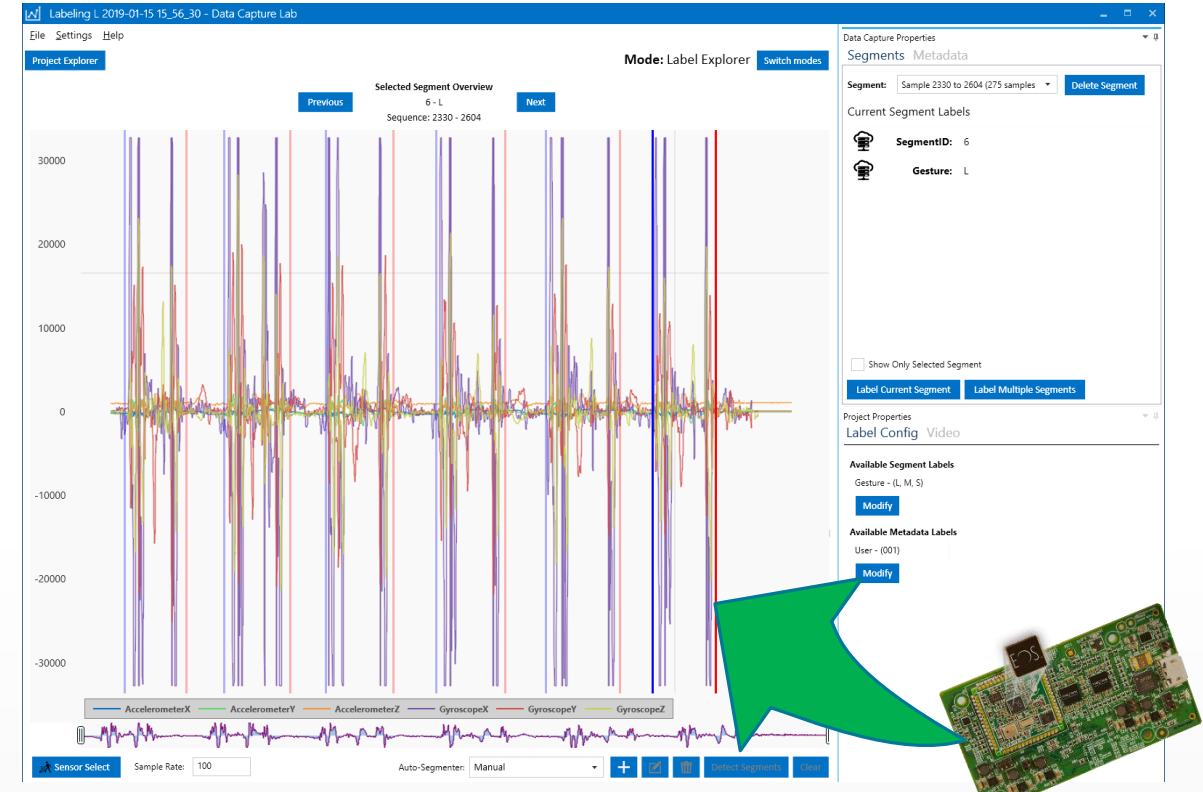 Labeling L 2019-01-15 15_56_30 - Data Capture Lab
File Settings Help
Project Explorer
Mode: Label Explorer
Switch modes
Selected Segment Overview
Previous
6 - L
Next
Sequence: 2330 - 2604
30000
20000
10000
0
-10000
-20000
-30000
AccelerometerX
AccelerometerY
AccelerometerZ
GyroscopeX
GyroscopeY
GyroscopeZ
Sensor Select
Sample Rate: 100
Auto-Segmenter: Manual
Detect Segments
Clear
Data Capture Properties
Segments Metadata
Segment: Sample 2330 to 2604 (275 samples
Delete Segment
Current Segment Labels
SegmentID: 6
Gesture: L
Show Only Selected Segment
Label Current Segment
Label Multiple Segments
Project Properties
Label Config Video
Available Segment Labels
Gesture - (L, M, S)
Modify
Available Metadata Labels
User - (001)
Modify